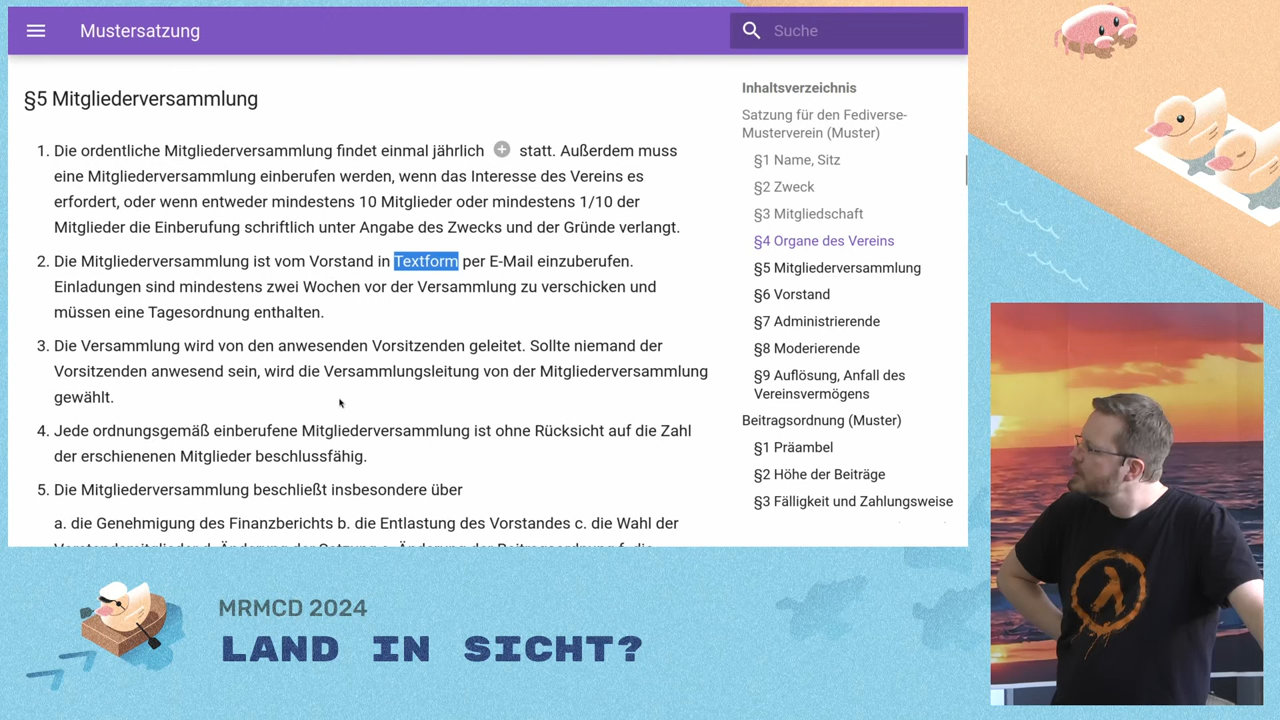 Mustersatzung
Suche
§5 Mitgliederversammlung
1. Die ordentliche Mitgliederversammlung findet einmal jährlich statt. Außerdem muss
eine Mitgliederversammlung einberufen werden, wenn das Interesse des Vereins es
erfordert, oder wenn entweder mindestens 10 Mitglieder oder mindestens 1/10 der
Mitglieder die Einberufung schriftlich unter Angabe des Zwecks und der Gründe verlangt.
2. Die Mitgliederversammlung ist vom Vorstand in Textform per E-Mail einzuberufen.
Einladungen sind mindestens zwei Wochen vor der Versammlung zu verschicken und
müssen eine Tagesordnung enthalten.
3. Die Versammlung wird von den anwesenden Vorsitzenden geleitet. Sollte niemand der
Vorsitzenden anwesend sein, wird die Versammlungsleitung von der Mitgliederversammlung
gewählt.
4. Jede ordnungsgemäß einberufene Mitgliederversammlung ist ohne Rücksicht auf die Zahl
der erschienenen Mitglieder beschlussfähig.
5. Die Mitgliederversammlung beschließt insbesondere über
a. die Genehmigung des Finanzberichts b. die Entlastung des Vorstandes c. die Wahl der
Inhaltsverzeichnis
Satzung für den Fediverse-
Musterverein (Muster)
§1 Name, Sitz
§2 Zweck
§3 Mitgliedschaft
§4 Organe des Vereins
§5 Mitgliederversammlung
§6 Vorstand
§7 Administrierende
§8 Moderierende
§9 Auflösung, Anfall des
Vereinsvermögens
Beitragsordnung (Muster)
§1 Präambel
§2 Höhe der Beiträge
§3 Fälligkeit und Zahlungsweise
MRMCD 2024
LAND IN SICHT?
λ